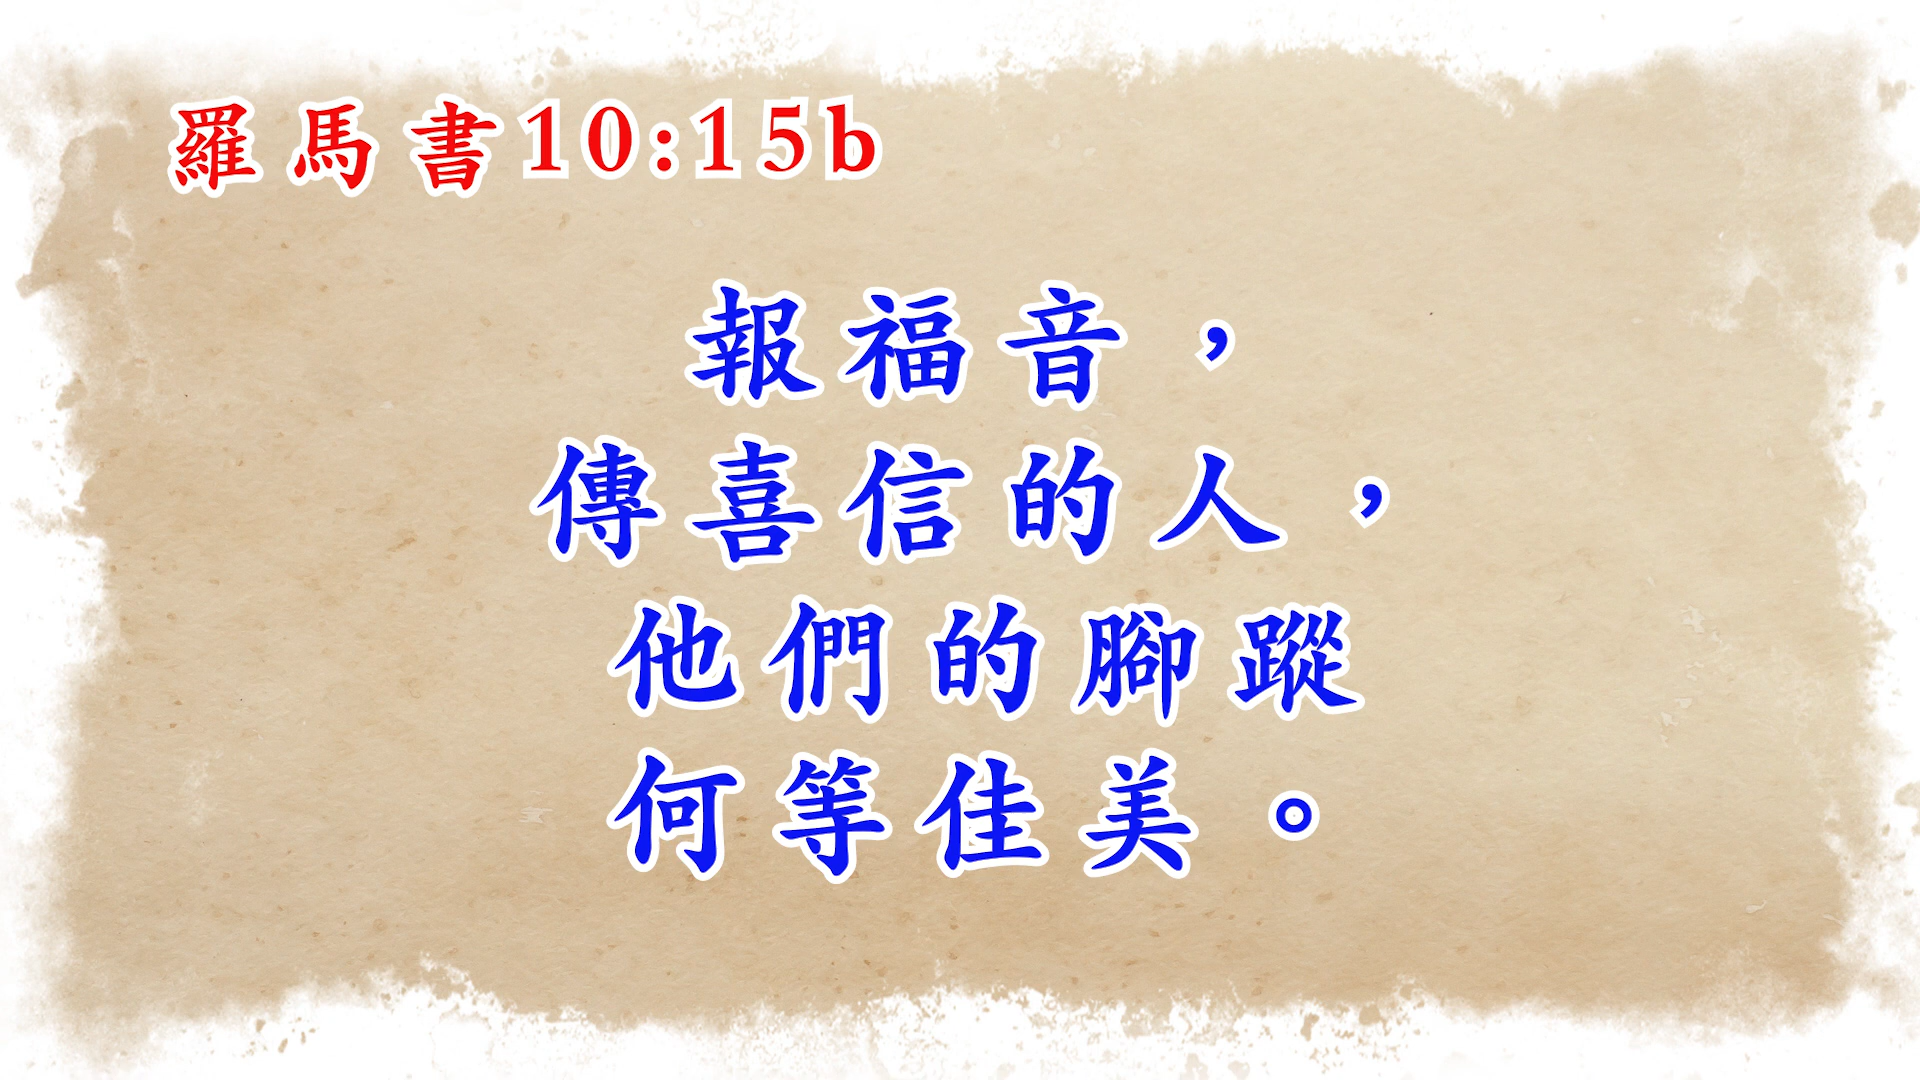 羅馬書10:15b
報福音，
傳喜信的人，
他們的腳蹤
何等佳美。